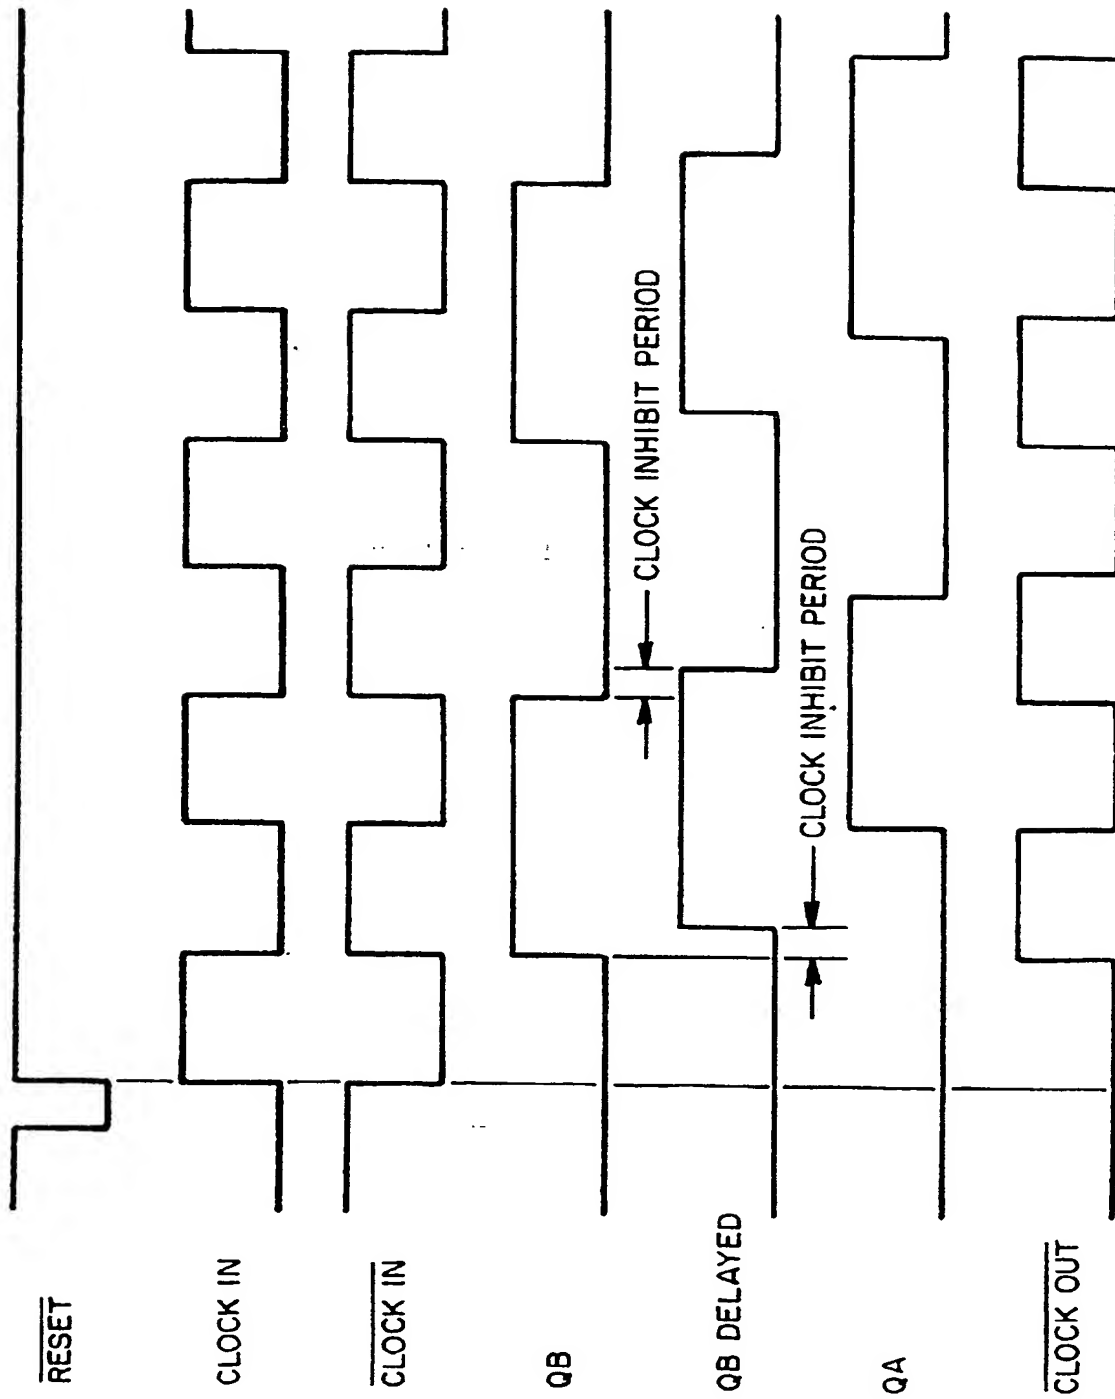 RESET
CLOCK IN
CLOCK IN
QB
CLOCK INHIBIT PERIOD
QB DELAYED
CLOCK INHIBIT PERIOD
QA
CLOCK OUT